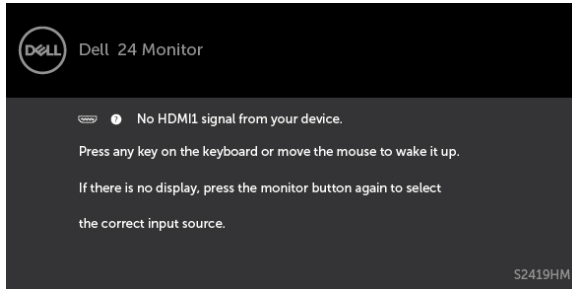 DELL
Dell 24 Monitor
? No HDMI1 signal from your device.
Press any key on the keyboard or move the mouse to wake it up.
If there is no display, press the monitor button again to select
the correct input source.
S2419HM